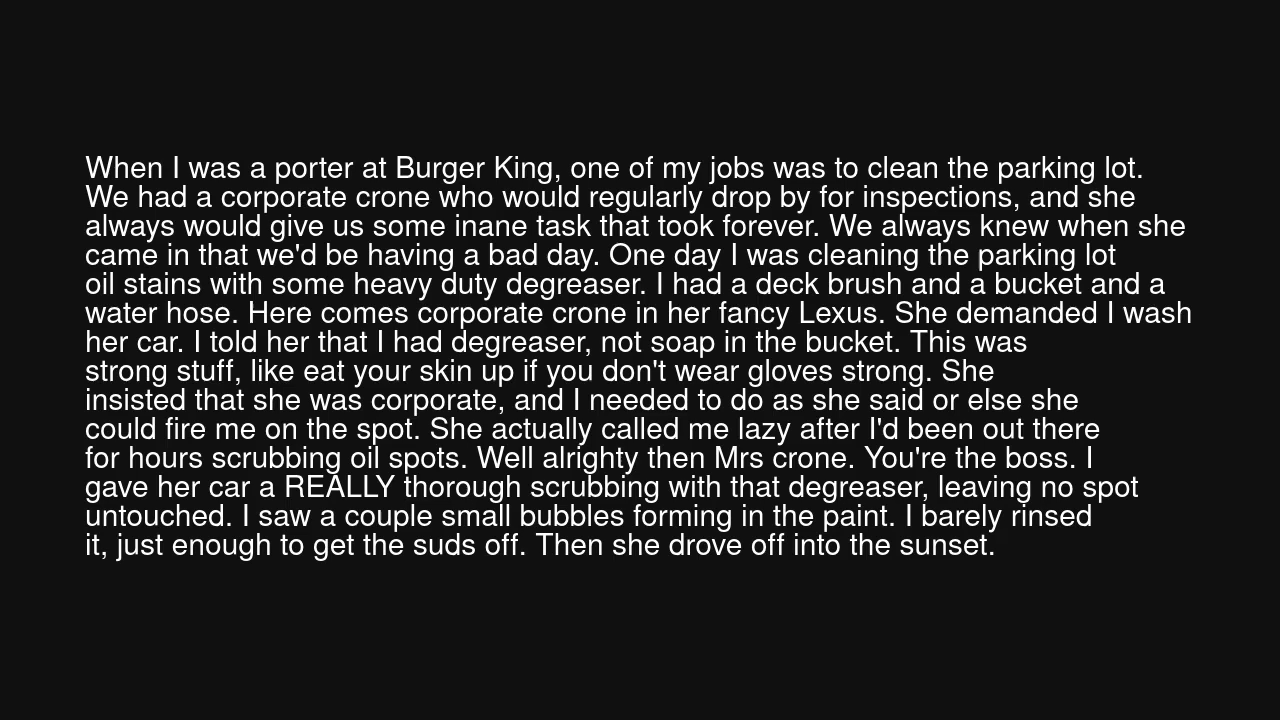 When I was a porter at Burger King, one of my jobs was to clean the parking lot.
We had a corporate crone who would regularly drop by for inspections, and she
always would give us some inane task that took forever. We always knew when she
came in that we'd be having a bad day. One day I was cleaning the parking lot
oil stains with some heavy duty degreaser. I had a deck brush and a bucket and a
water hose. Here comes corporate crone in her fancy Lexus. She demanded I wash
her car. I told her that I had degreaser, not soap in the bucket. This was
strong stuff, like eat your skin up if you don't wear gloves strong. She
insisted that she was corporate, and I needed to do as she said or else she
could fire me on the spot. She actually called me lazy after I'd been out there
for hours scrubbing oil spots. Well alrighty then Mrs crone. You're the boss. I
gave her car a REALLY thorough scrubbing with that degreaser, leaving no spot
untouched. I saw a couple small bubbles forming in the paint. I barely rinsed
it, just enough to get the suds off. Then she drove off into the sunset.